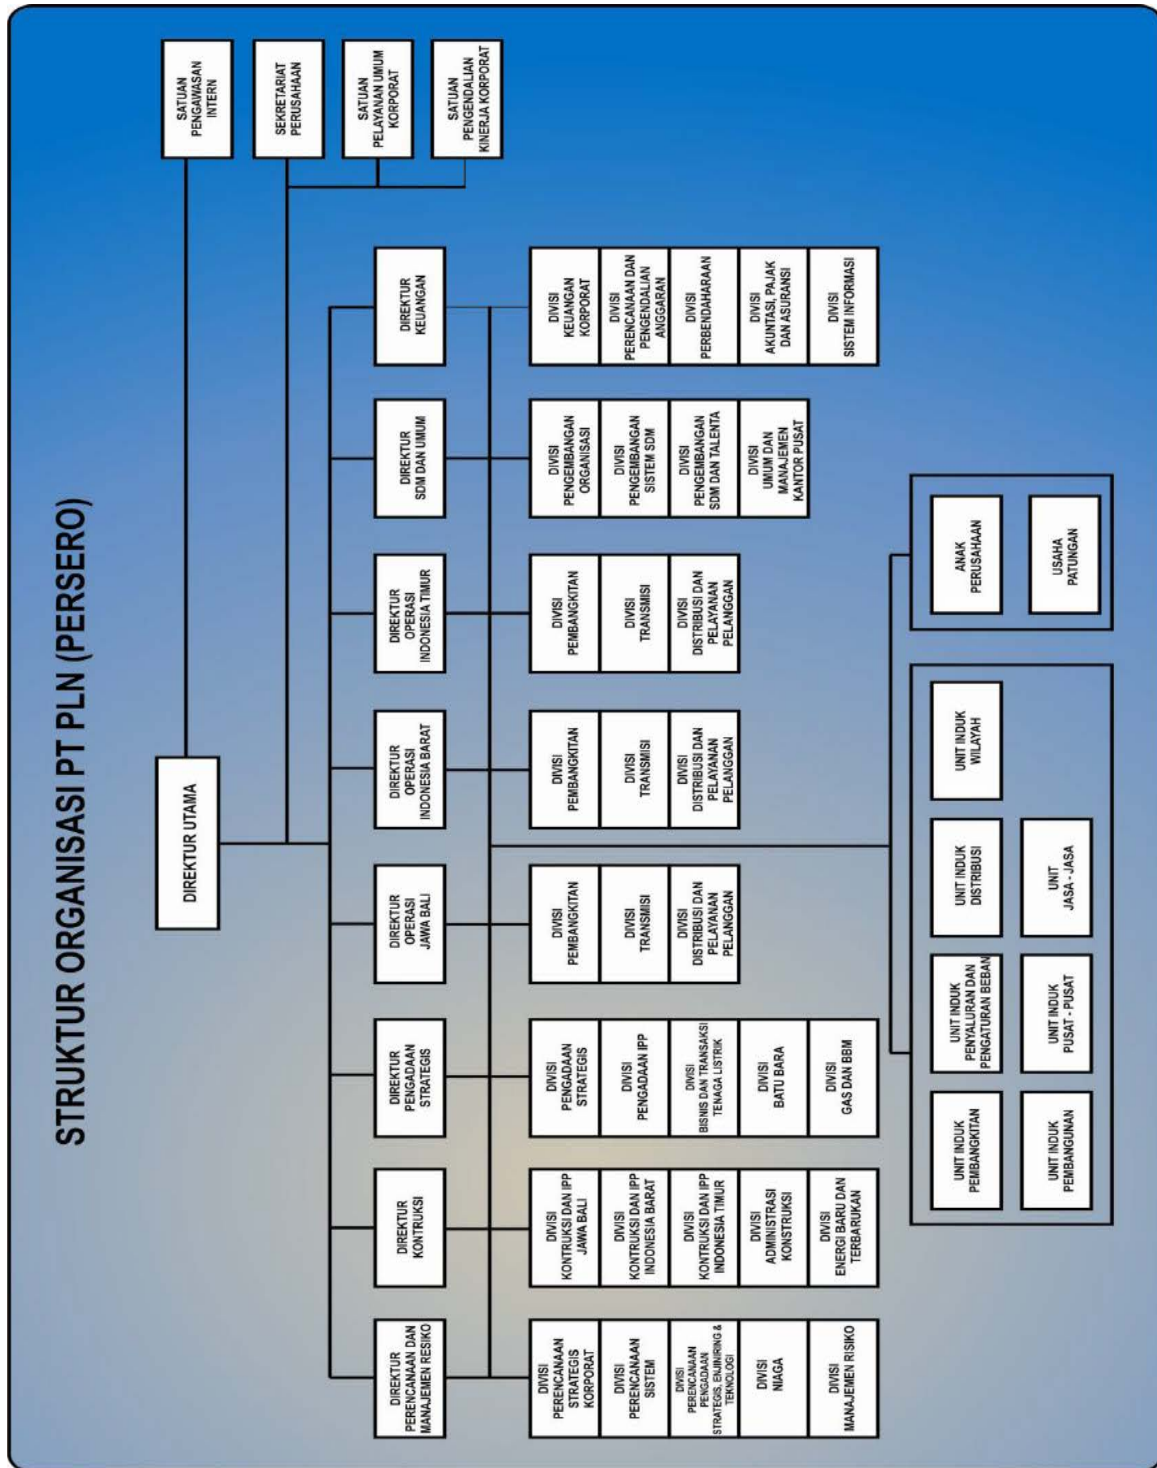 STRUKTUR ORGANISASI PT PLN (PERSERO)
DIREKTUR UTAMA
SATUAN
PENGAWASAN
INTERN
SEKRETARIAT
PERUSAHAAN
SATUAN
PELAYANAN UMUM
KORPORAT
SATUAN
PENGENDALIAN
KINERJA KORPORAT
DIREKTUR
PERENCANAAN DAN
MANAJEMEN RESIKO
DIREKTUR
KONTRUKSI
DIREKTUR
PENGADAAN
STRATEGIS
DIREKTUR
OPERASI
JAWA BALI
DIREKTUR
OPERASI
INDONESIA BARAT
DIREKTUR
OPERASI
INDONESIA TIMUR
DIREKTUR
SDM DAN UMUM
DIREKTUR
KEUANGAN
DIVISI
PERENCANAAN
STRATEGIS
KORPORAT
DIVISI
PERENCANAAN
SISTEM
DIVISI
PERENCANAAN
PENGADAAN
STRATEGIS, ENJINIRING &
TEKNOLOGI
DIVISI
NIAGA
DIVISI
MANAJEMEN RISIKO
DIVISI
KONTRUKSI DAN IPP
JAWA BALI
DIVISI
KONTRUKSI DAN IPP
INDONESIA BARAT
DIVISI
KONTRUKSI DAN IPP
INDONESIA TIMUR
DIVISI
ADMINISTRASI
KONSTRUKSI
DIVISI
ENERGI BARU DAN
TERBARUKAN
DIVISI
PENGADAAN
STRATEGIS
DIVISI
PENGADAAN IPP
DIVISI
BISNIS DAN TRANSAKSI
TENAGA LISTRIK
DIVISI
BATU BARA
DIVISI
GAS DAN BBM
DIVISI
PEMBANGKITAN
DIVISI
TRANSMISI
DIVISI
DISTRIBUSI DAN
PELAYANAN
PELANGGAN
DIVISI
PEMBANGKITAN
DIVISI
TRANSMISI
DIVISI
DISTRIBUSI DAN
PELAYANAN
PELANGGAN
DIVISI
PEMBANGKITAN
DIVISI
TRANSMISI
DIVISI
DISTRIBUSI DAN
PELAYANAN
PELANGGAN
DIVISI
PENGEMBANGAN
ORGANISASI
DIVISI
PENGEMBANGAN
SISTEM SDM
DIVISI
PENGEMBANGAN
SDM DAN TALENTA
DIVISI
UMUM DAN
MANAJEMEN
KANTOR PUSAT
DIVISI
KEUANGAN
KORPORAT
DIVISI
PERENCANAAN DAN
PENGENDALIAN
ANGGARAN
DIVISI
PERBENDAHARAAN
DIVISI
AKUNTASI, PAJAK
DAN ASURANSI
DIVISI
SISTEM INFORMASI
UNIT INDUK
PEMBANGKITAN
UNIT INDUK
PENYALURAN DAN
PENGATURAN BEBAN
UNIT INDUK
DISTRIBUSI
UNIT INDUK
WILAYAH
UNIT INDUK
PEMBANGUNAN
UNIT INDUK
PUSAT - PUSAT
UNIT
JASA - JASA
ANAK
PERUSAHAAN
USAHA
PATUNGAN